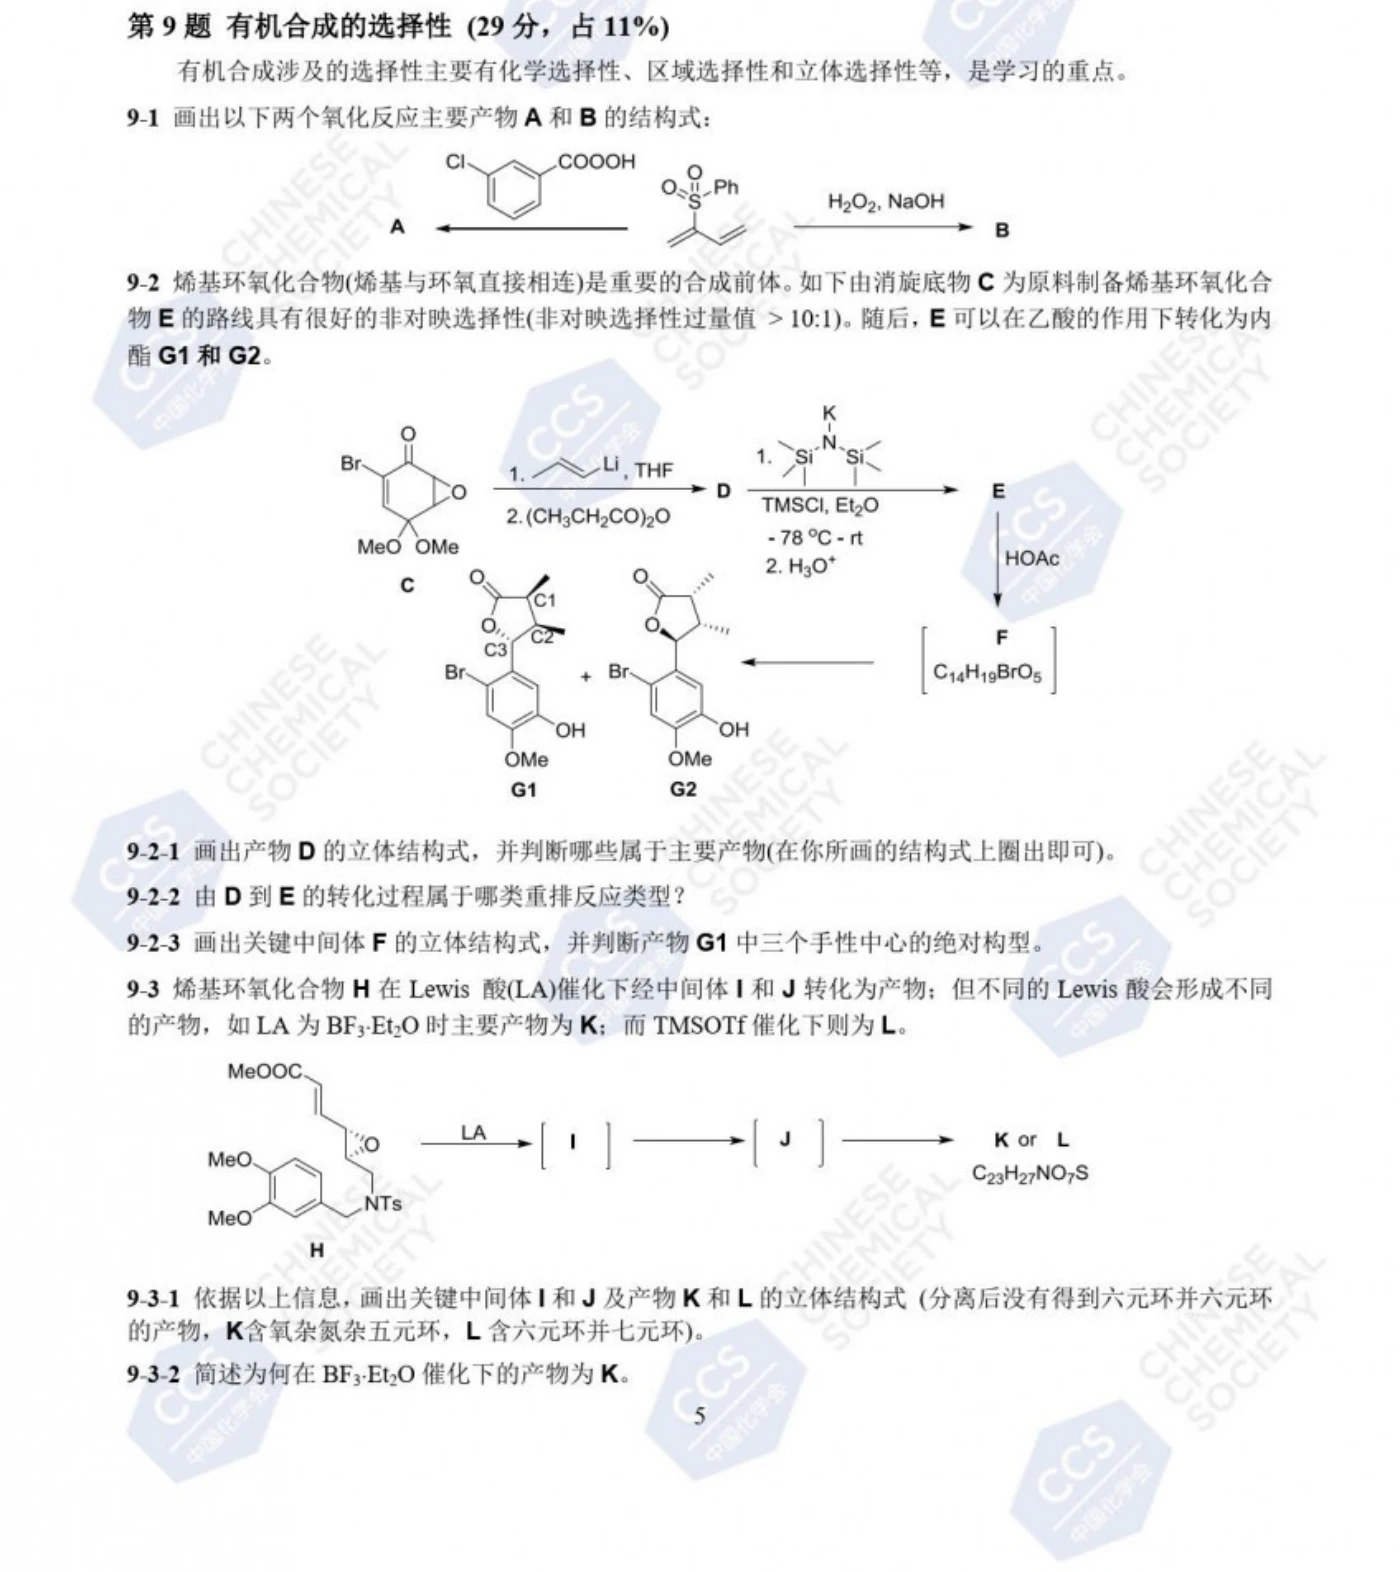 第 9 题 有机合成的选择性 (29 分，占 11%)
有机合成涉及的选择性主要有化学选择性、区域选择性和立体选择性等，是学习的重点。
9-1 画出以下两个氧化反应主要产物 A 和 B 的结构式：
Cl
COOOH
O
O
S
Ph
H₂O₂, NaOH
A
B
9-2 烯基环氧化合物(烯基与环氧直接相连)是重要的合成前体。如下由消旋底物 C 为原料制备烯基环氧化合
物 E 的路线具有很好的非对映选择性(非对映选择性过量值 > 10:1)。随后，E 可以在乙酸的作用下转化为内
酯 G1 和 G2。
O
Br
O
MeO OMe
C
1.
Li
, THF
2. (CH₃CH₂CO)₂O
D
K
N
1.
Si
Si
TMSCl, Et₂O
- 78 ºC - rt
2. H₃O⁺
E
HOAc
F
C₁₄H₁₉BrO₅
O
C1
O
C2
C3
Br
OH
OMe
G1
+
O
O
Br
OH
OMe
G2
9-2-1 画出产物 D 的立体结构式，并判断哪些属于主要产物(在你所画的结构式上圈出即可)。
9-2-2 由 D 到 E 的转化过程属于哪类重排反应类型？
9-2-3 画出关键中间体 F 的立体结构式，并判断产物 G1 中三个手性中心的绝对构型。
9-3 烯基环氧化合物 H 在 Lewis 酸(LA)催化下经中间体 I 和 J 转化为产物；但不同的 Lewis 酸会形成不同
的产物，如 LA 为 BF₃·Et₂O 时主要产物为 K；而 TMSOTf 催化下则为 L。
MeOOC
O
MeO
MeO
NTs
H
LA
I
J
K or L
C₂₃H₂₇NO₇S
9-3-1 依据以上信息，画出关键中间体 I 和 J 及产物 K 和 L 的立体结构式 (分离后没有得到六元环并六元环
的产物，K含氧杂氮杂五元环，L 含六元环并七元环)。
9-3-2 简述为何在 BF₃·Et₂O 催化下的产物为 K。
5
CHINESE CHEMICAL SOCIETY
CCS
中国化学会